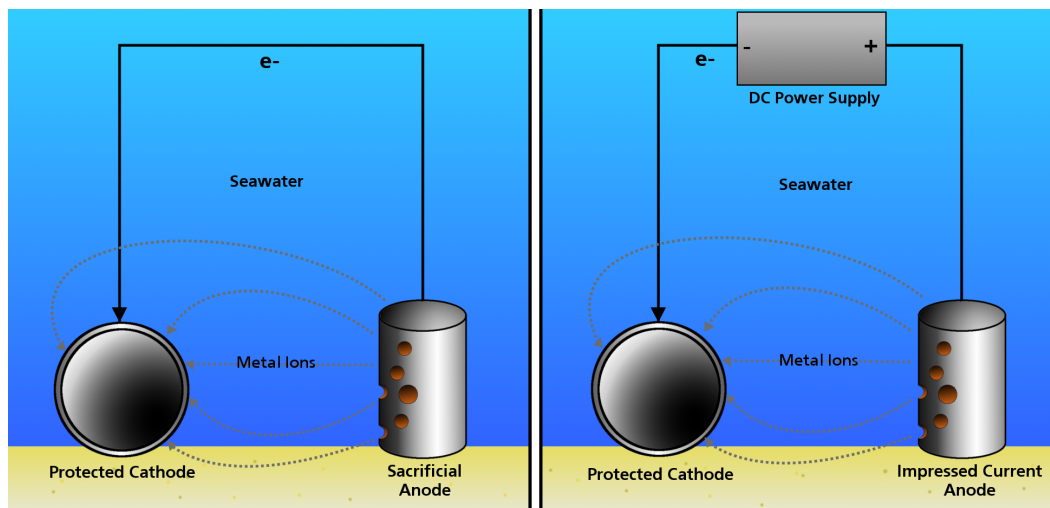 e-
Seawater
Metal Ions
Protected Cathode
Sacrificial
Anode
- +
e-
DC Power Supply
Seawater
Metal Ions
Protected Cathode
Impressed Current
Anode